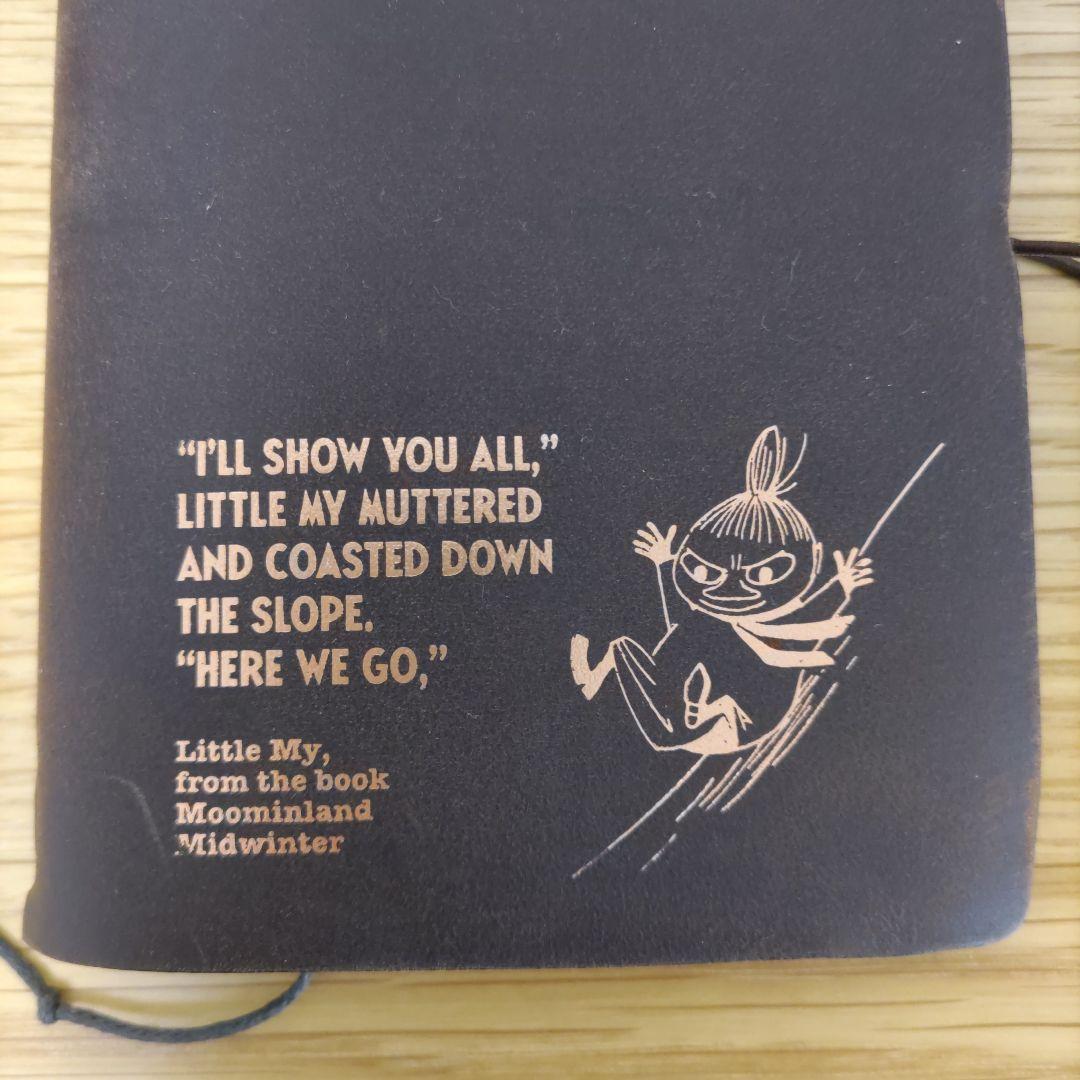 “I’LL SHOW YOU ALL,”
LITTLE MY MUTTERED
AND COASTED DOWN
THE SLOPE.
“HERE WE GO,”
Little My,
from the book
Moominland
Midwinter